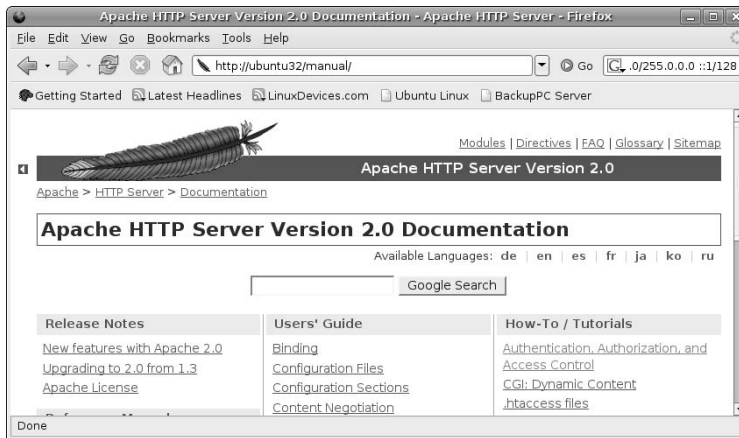 Apache HTTP Server Version 2.0 Documentation - Apache HTTP Server - Firefox
File Edit View Go Bookmarks Tools Help
http://ubuntu32/manual/ Go .0/255.0.0.0 ::1/128
Getting Started Latest Headlines LinuxDevices.com Ubuntu Linux BackupPC Server
Modules | Directives | FAQ | Glossary | Sitemap
Apache HTTP Server Version 2.0
Apache > HTTP Server > Documentation
Apache HTTP Server Version 2.0 Documentation
Available Languages: de | en | es | fr | ja | ko | ru
Google Search
Release Notes
New features with Apache 2.0
Upgrading to 2.0 from 1.3
Apache License
Users' Guide
Binding
Configuration Files
Configuration Sections
Content Negotiation
How-To / Tutorials
Authentication, Authorization, and
Access Control
CGI: Dynamic Content
.htaccess files
Done